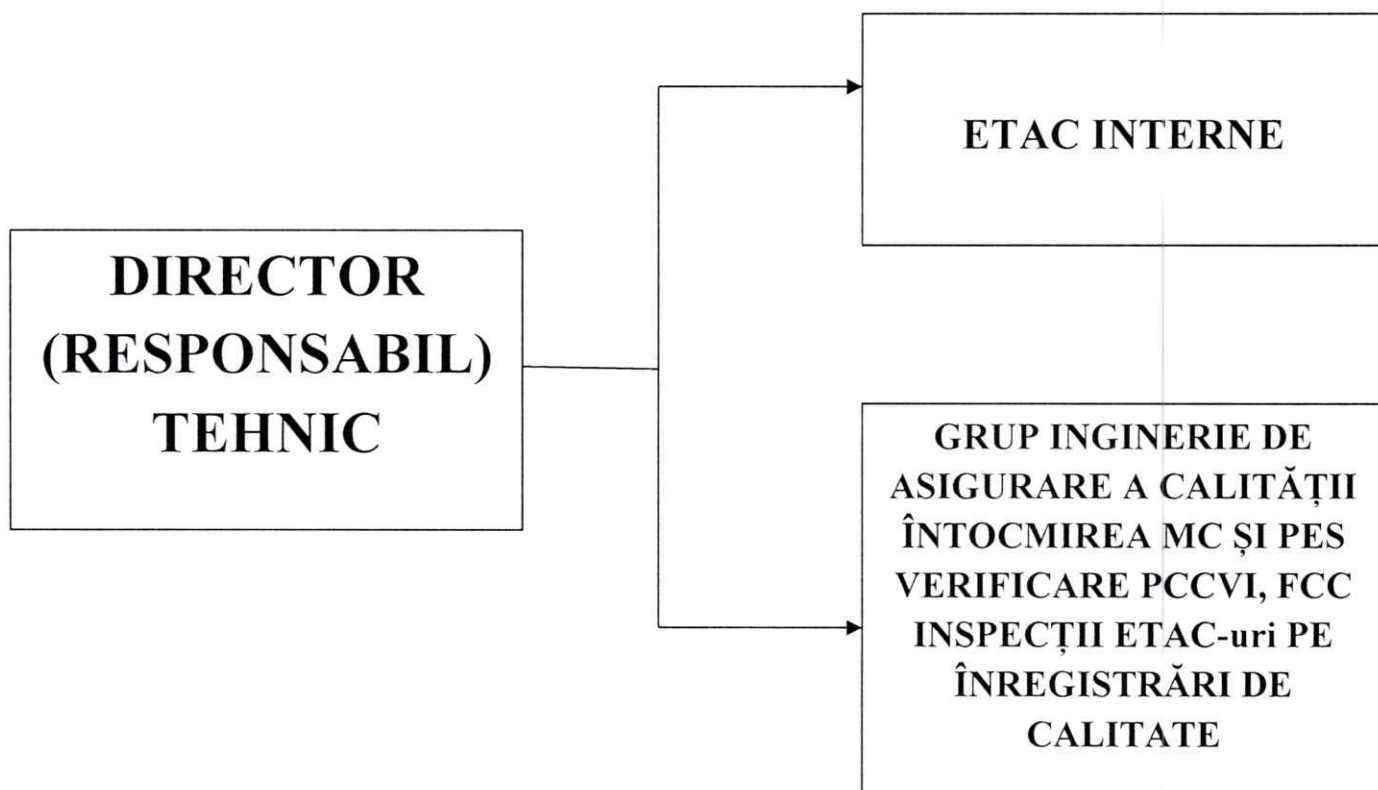 ETAC INTERNE
DIRECTOR
(RESPONSABIL)
TEHNIC
GRUP INGINERIE DE
ASIGURARE A CALITĂȚII
ÎNTOCMIREA MC ȘI PES
VERIFICARE PCCVI, FCC
INSPECȚII ETAC-uri PE
ÎNREGISTRĂRI DE
CALITATE